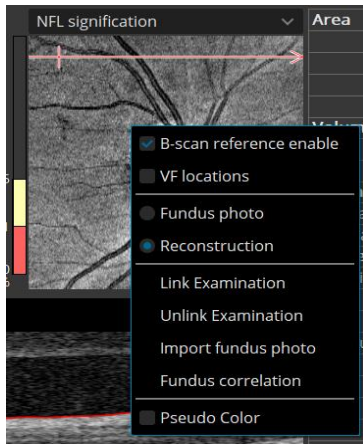 NFL signification
Area
B-scan reference enable
VF locations
Fundus photo
Reconstruction
Link Examination
Unlink Examination
Import fundus photo
Fundus correlation
Pseudo Color